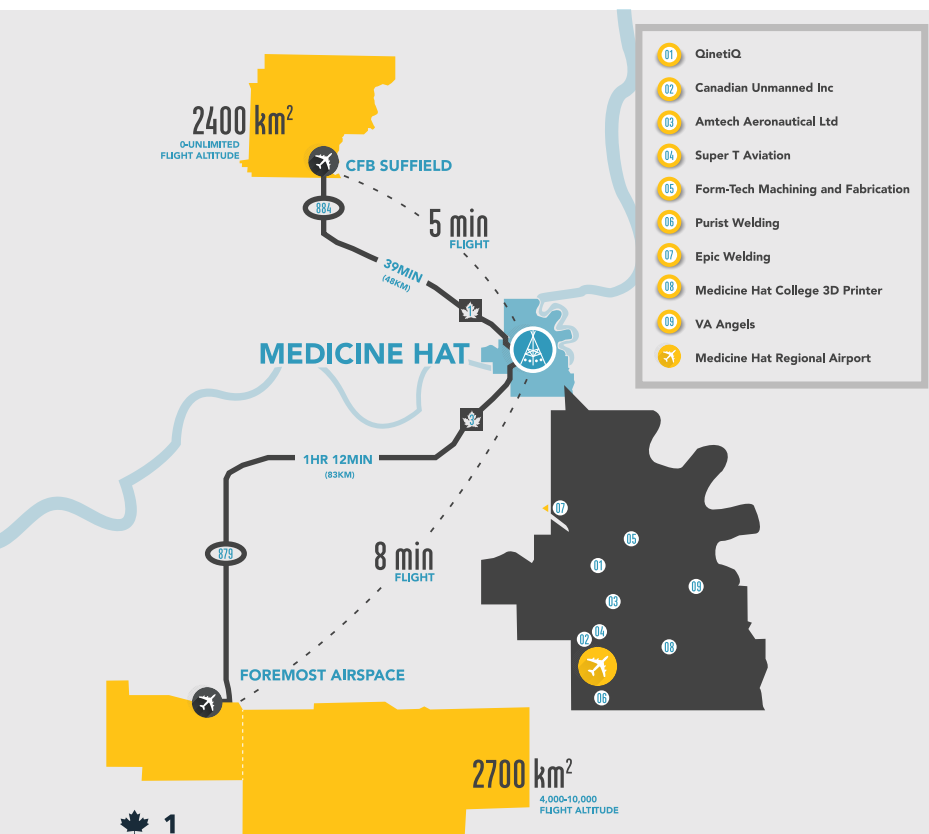 01 QinetiQ
02 Canadian Unmanned Inc
03 Amtech Aeronautical Ltd
04 Super T Aviation
05 Form-Tech Machining and Fabrication
06 Purist Welding
07 Epic Welding
08 Medicine Hat College 3D Printer
09 VA Angels
Medicine Hat Regional Airport
2400 km²
0-UNLIMITED
FLIGHT ALTITUDE
CFB SUFFIELD
884
5 min
FLIGHT
39MIN
(48KM)
1
MEDICINE HAT
3
1HR 12MIN
(83KM)
07
05
879
8 min
FLIGHT
01
09
03
04
02
08
FOREMOST AIRSPACE
06
2700 km²
4,000-10,000
FLIGHT ALTITUDE
1